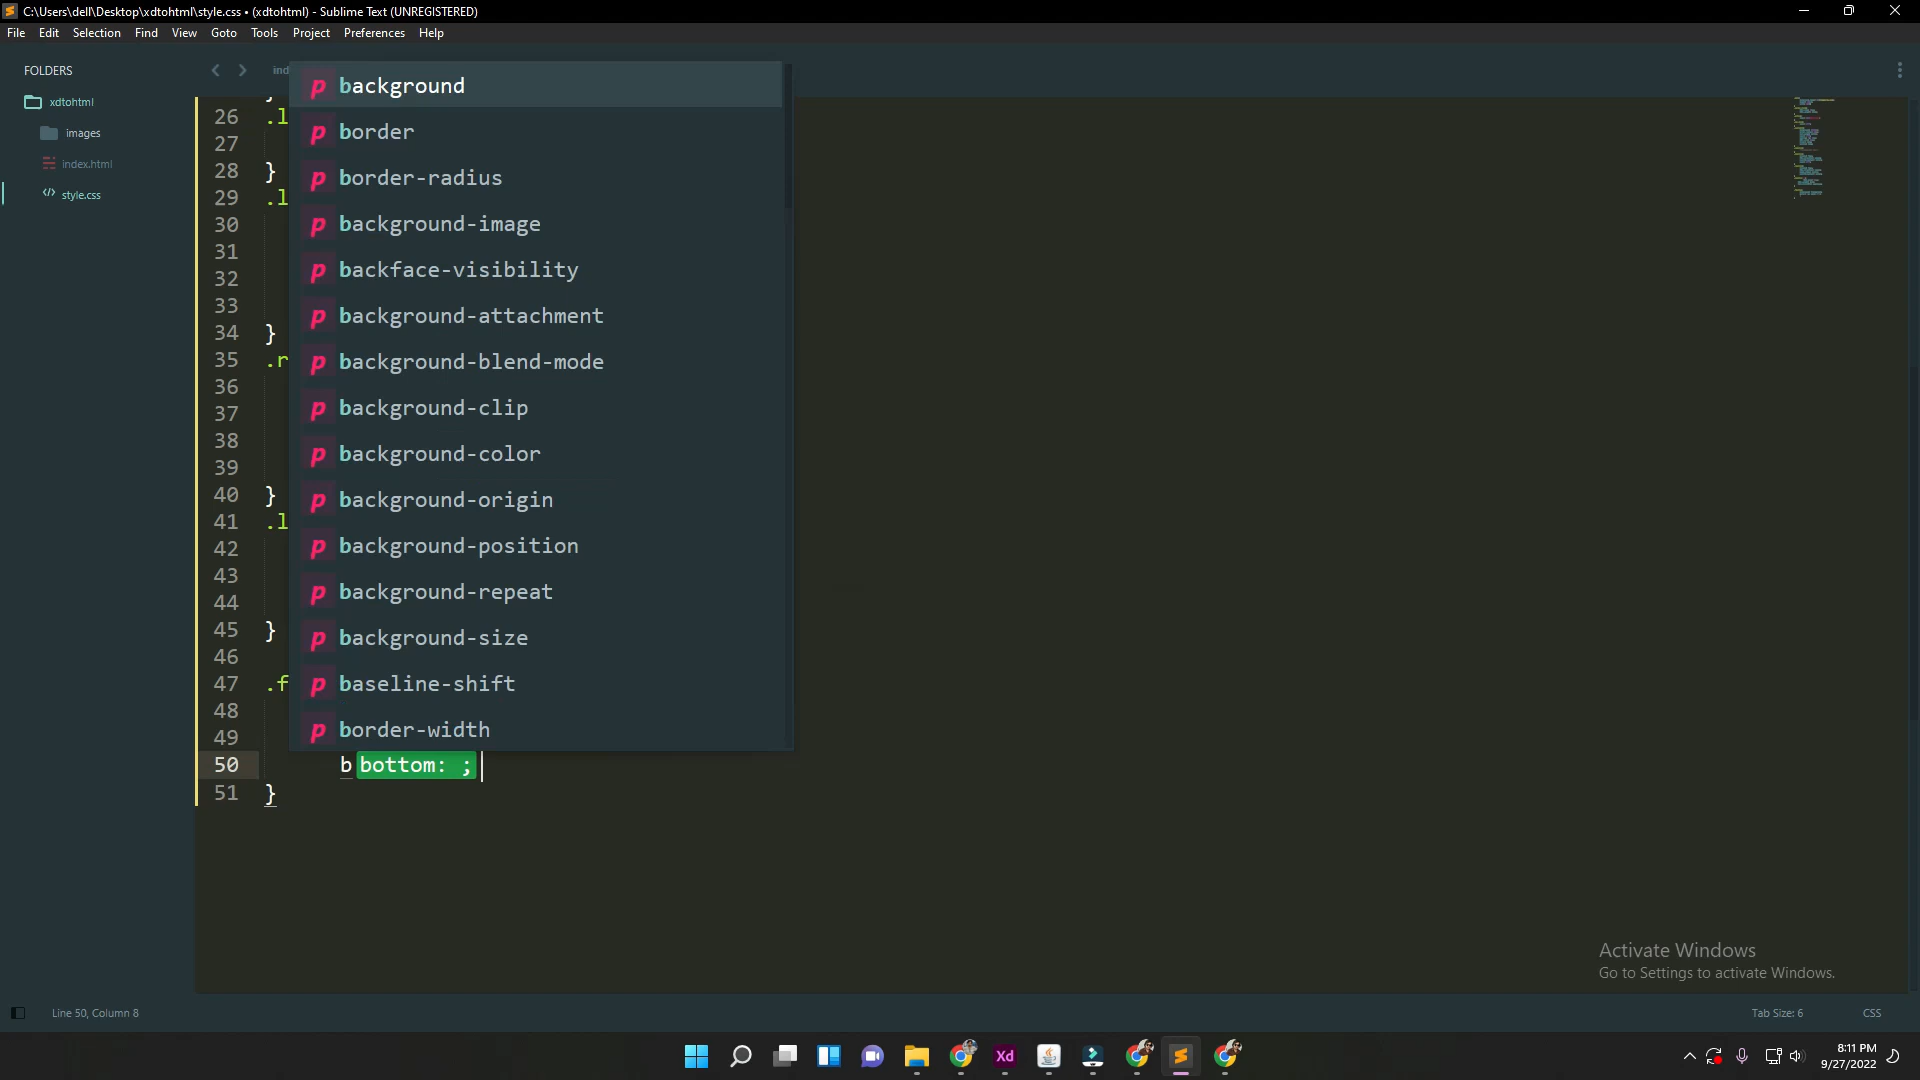 C:\Users\dell\Desktop\xdtohtml\style.css • (xdtohtml) - Sublime Text (UNREGISTERED)
File Edit Selection Find View Goto Tools Project Preferences Help
FOLDERS
xdtohtml
images
index.html
style.css
ind
background
border
border-radius
background-image
backface-visibility
background-attachment
background-blend-mode
background-clip
background-color
background-origin
background-position
background-repeat
background-size
baseline-shift
border-width
26 .l
27
28 }
29 .l
30
31
32
33
34 }
35 .r
36
37
38
39
40 }
41 .l
42
43
44
45 }
46
47 .f
48
49
50 b bottom: ;
51 }
Activate Windows
Go to Settings to activate Windows.
Line 50, Column 8
Tab Size: 6
CSS
Xd
8:11 PM
9/27/2022